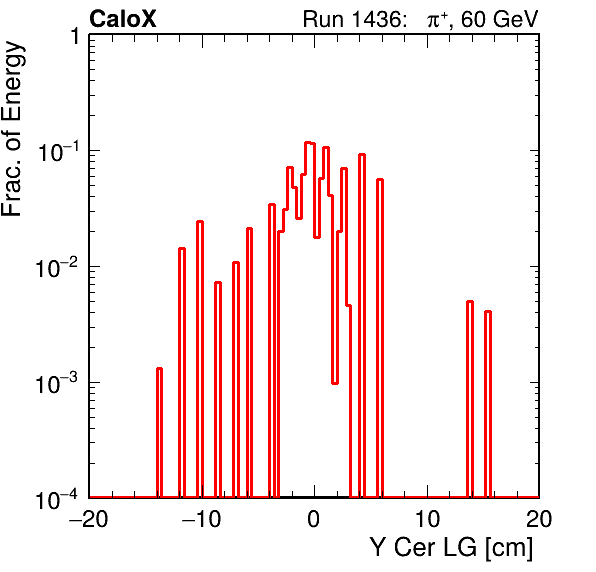 CaloX Run 1436: π⁺, 60 GeV
Frac. of Energy
1
10⁻¹
10⁻²
10⁻³
10⁻⁴
−20 −10 0 10 20
Y Cer LG [cm]